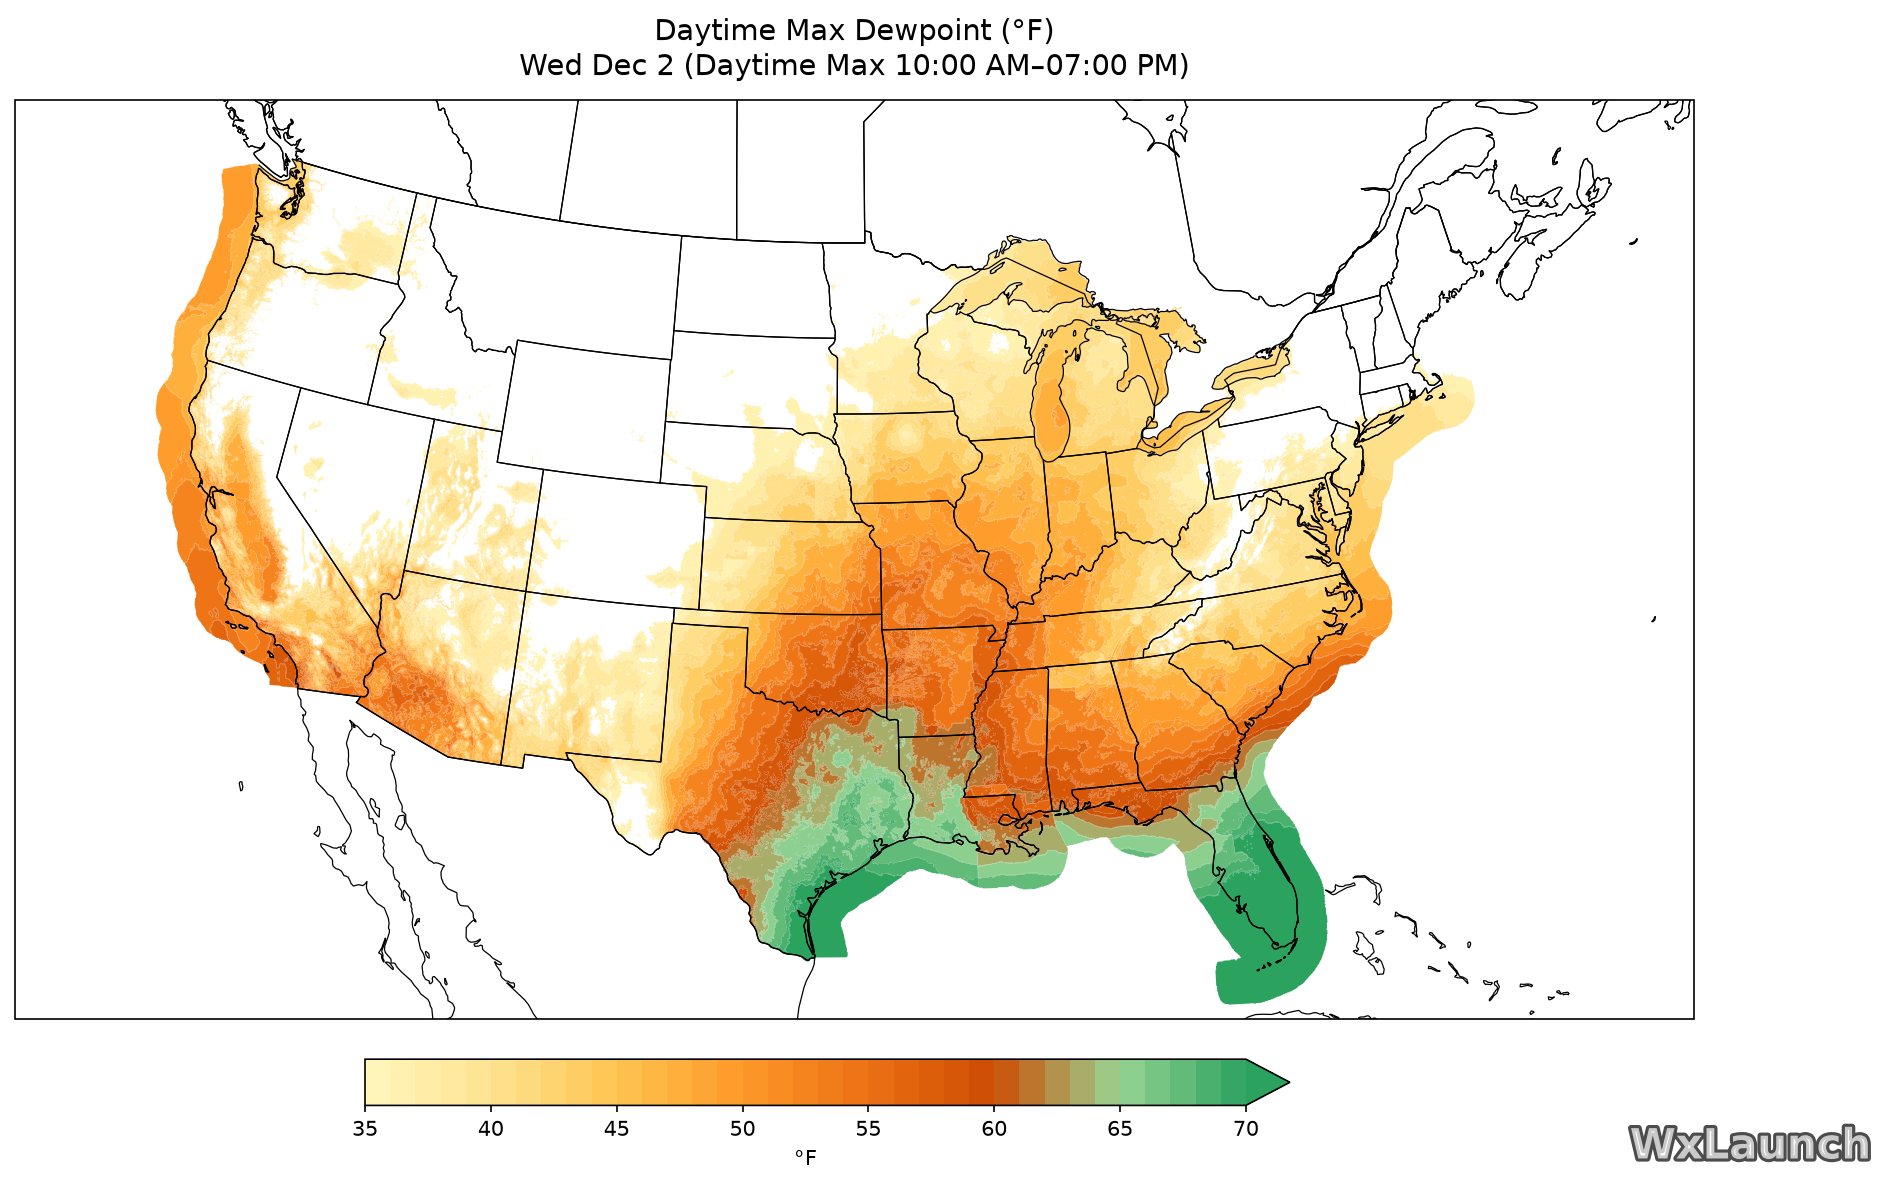 Daytime Max Dewpoint (°F)
Wed Dec 2 (Daytime Max 10:00 AM–07:00 PM)
35 40 45 50 55 60 65 70
°F
WxLaunch